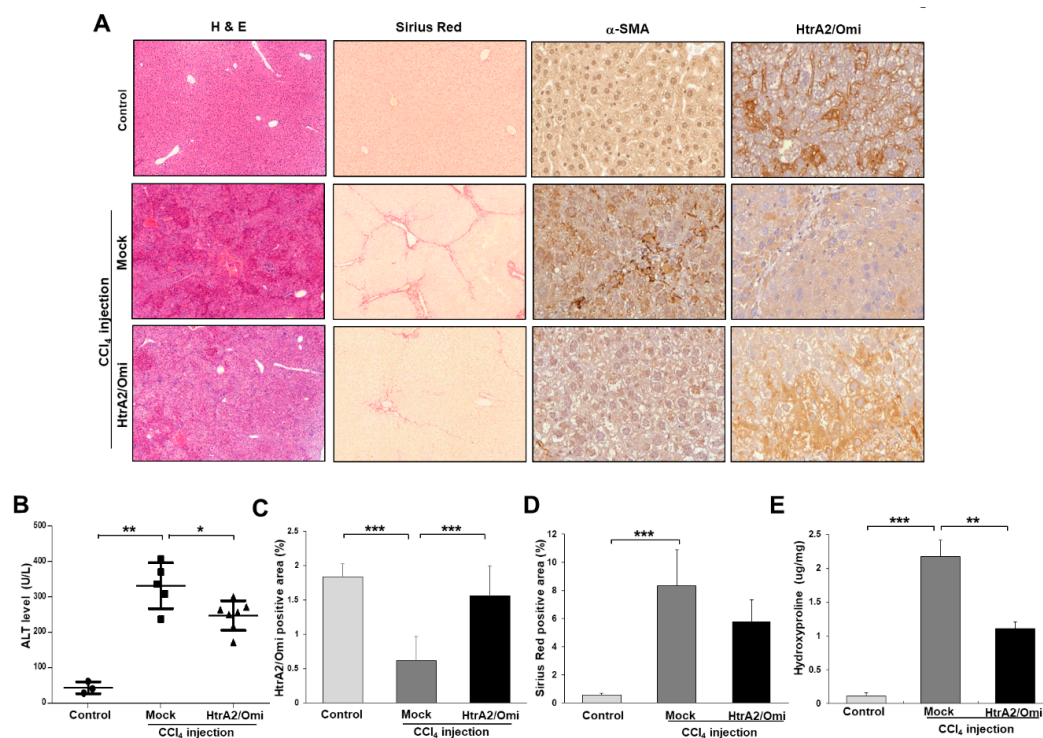 A
H & E
Sirius Red
α-SMA
HtrA2/Omi
Control
Mock
HtrA2/Omi
CCl₄ injection
B
ALT level (U/L)
500
400
300
200
100
0
**
*
Control
Mock
HtrA2/Omi
CCl₄ injection
C
HtrA2/Omi positive area (%)
2.5
2
1.5
1
0.5
0
***
***
Control
Mock
HtrA2/Omi
CCl₄ injection
D
Sirius Red positive area (%)
12
10
8
6
4
2
0
***
Control
Mock
HtrA2/Omi
CCl₄ injection
E
Hydroxyproline (ug/mg)
2.5
2
1.5
1
0.5
0
***
**
Control
Mock
HtrA2/Omi
CCl₄ injection